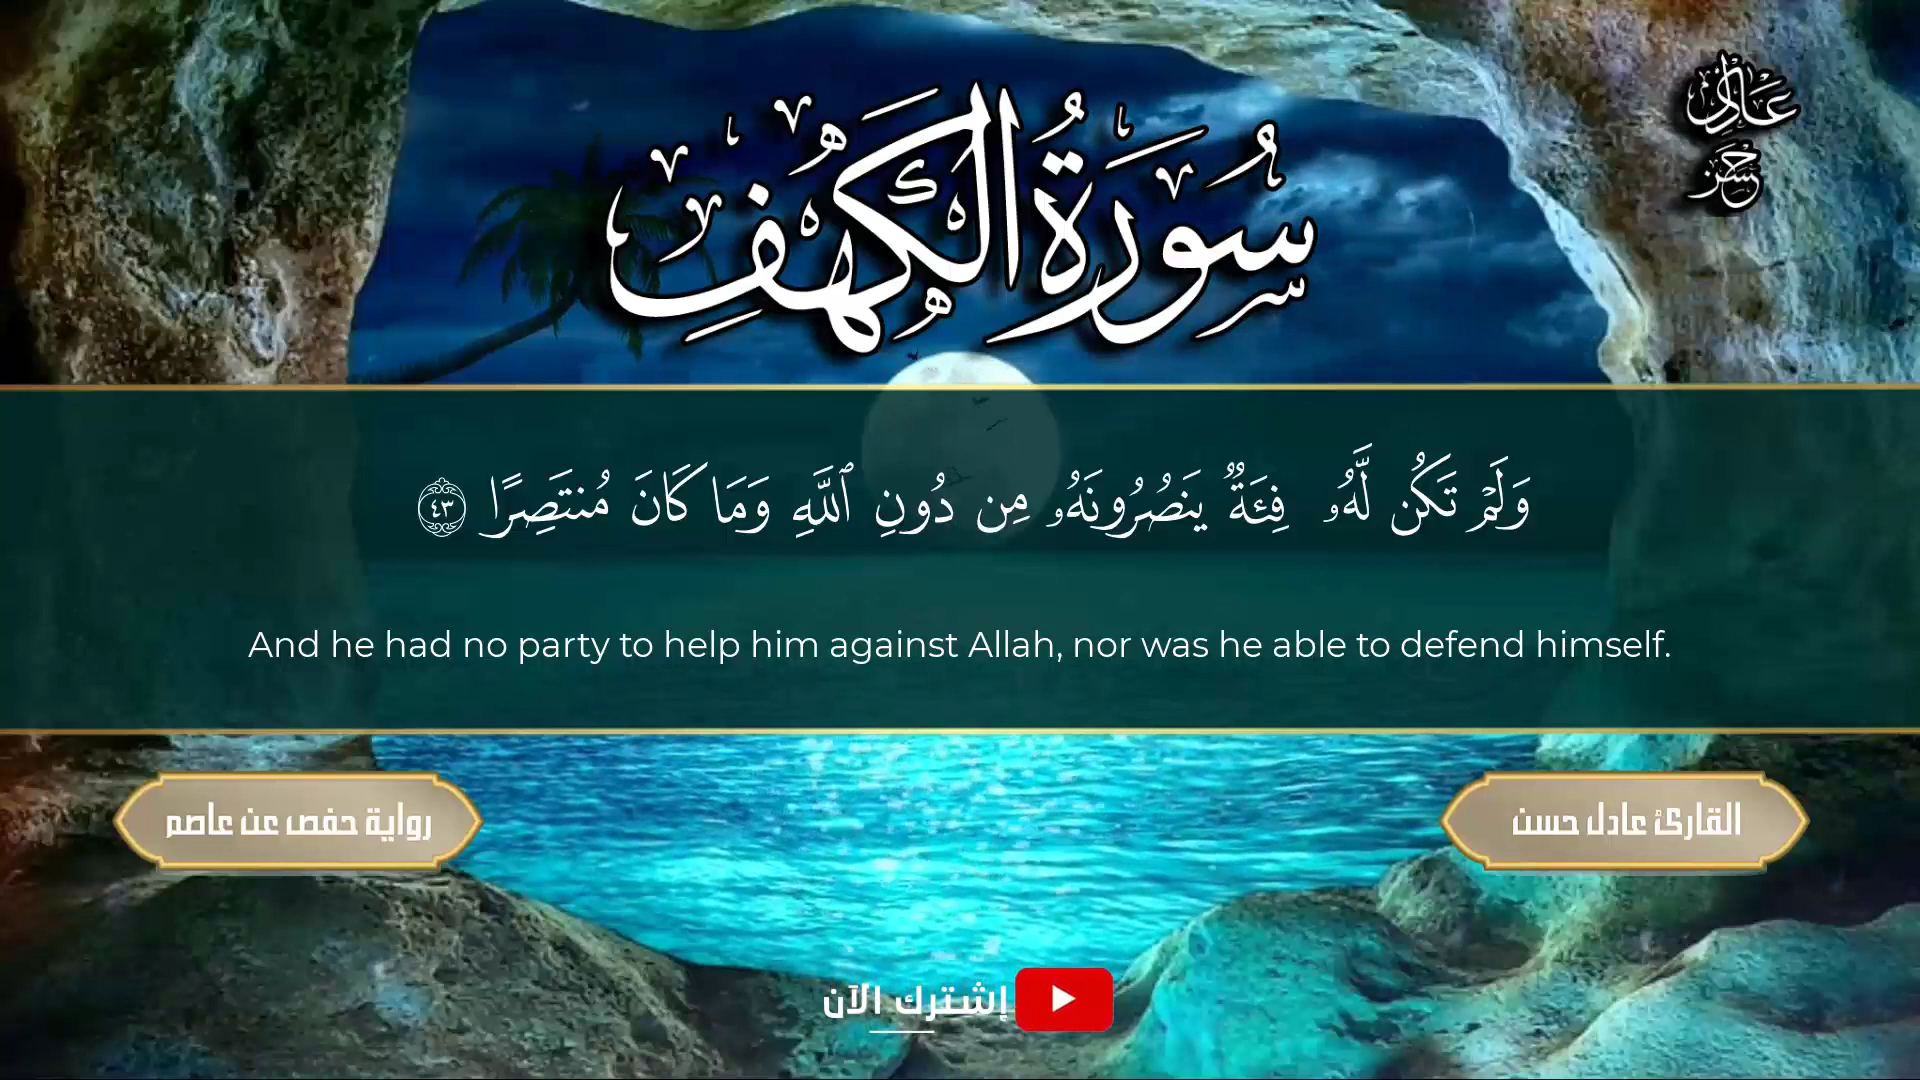 سُورَةُ الكَهْفِ
عادل
حسن
وَلَمْ تَكُن لَّهُۥ فِئَةٌ يَنصُرُونَهُۥ مِن دُونِ ٱللَّهِ وَمَا كَانَ مُنتَصِرًا ٤٣
And he had no party to help him against Allah, nor was he able to defend himself.
القارئ عادل حسن
رواية حفص عن عاصم
إشترك الآن